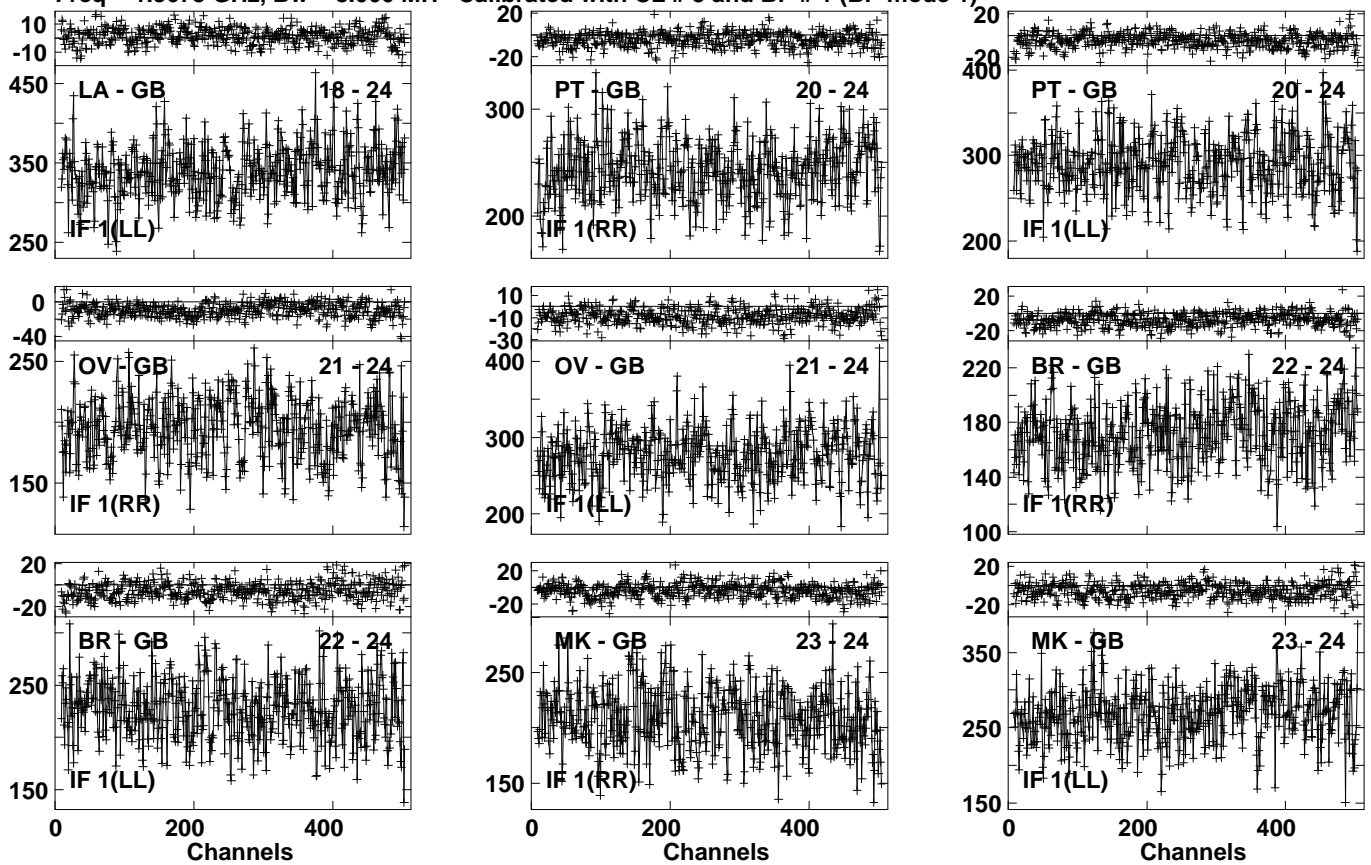 10
0
-10
450
350
250
LA - GB 18 - 24
IF 1(LL)
20
-20
300
200
PT - GB 20 - 24
IF 1(RR)
20
-20
400
300
200
PT - GB 20 - 24
IF 1(LL)
0
-40
250
150
OV - GB 21 - 24
IF 1(RR)
10
-10
-30
400
300
200
OV - GB 21 - 24
IF 1(LL)
20
-20
220
180
140
100
BR - GB 22 - 24
IF 1(RR)
20
-20
250
150
BR - GB 22 - 24
IF 1(LL)
0 200 400
Channels
20
-20
250
150
MK - GB 23 - 24
IF 1(RR)
0 200 400
Channels
20
-20
350
250
150
MK - GB 23 - 24
IF 1(LL)
0 200 400
Channels